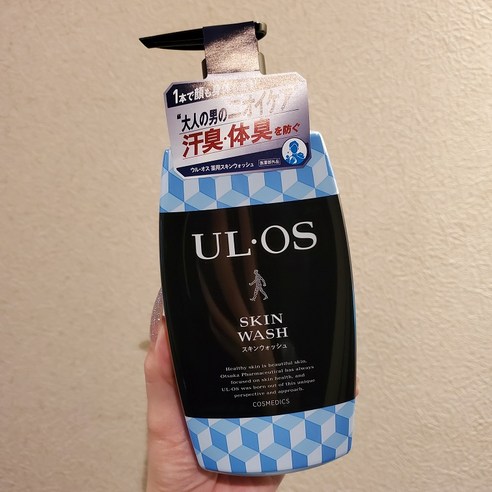 1本で顔も身
"大人の男のニオイケア"
汗臭・体臭を防ぐ
ウル・オス 薬用スキンウォッシュ
医薬部外品
UL・OS
SKIN
WASH
スキンウォッシュ
Healthy skin is beautiful skin.
Otsuka Pharmaceutical has always
focused on skin health, and
UL・OS was born out of this unique
perspective and approach.
COSMEDICS